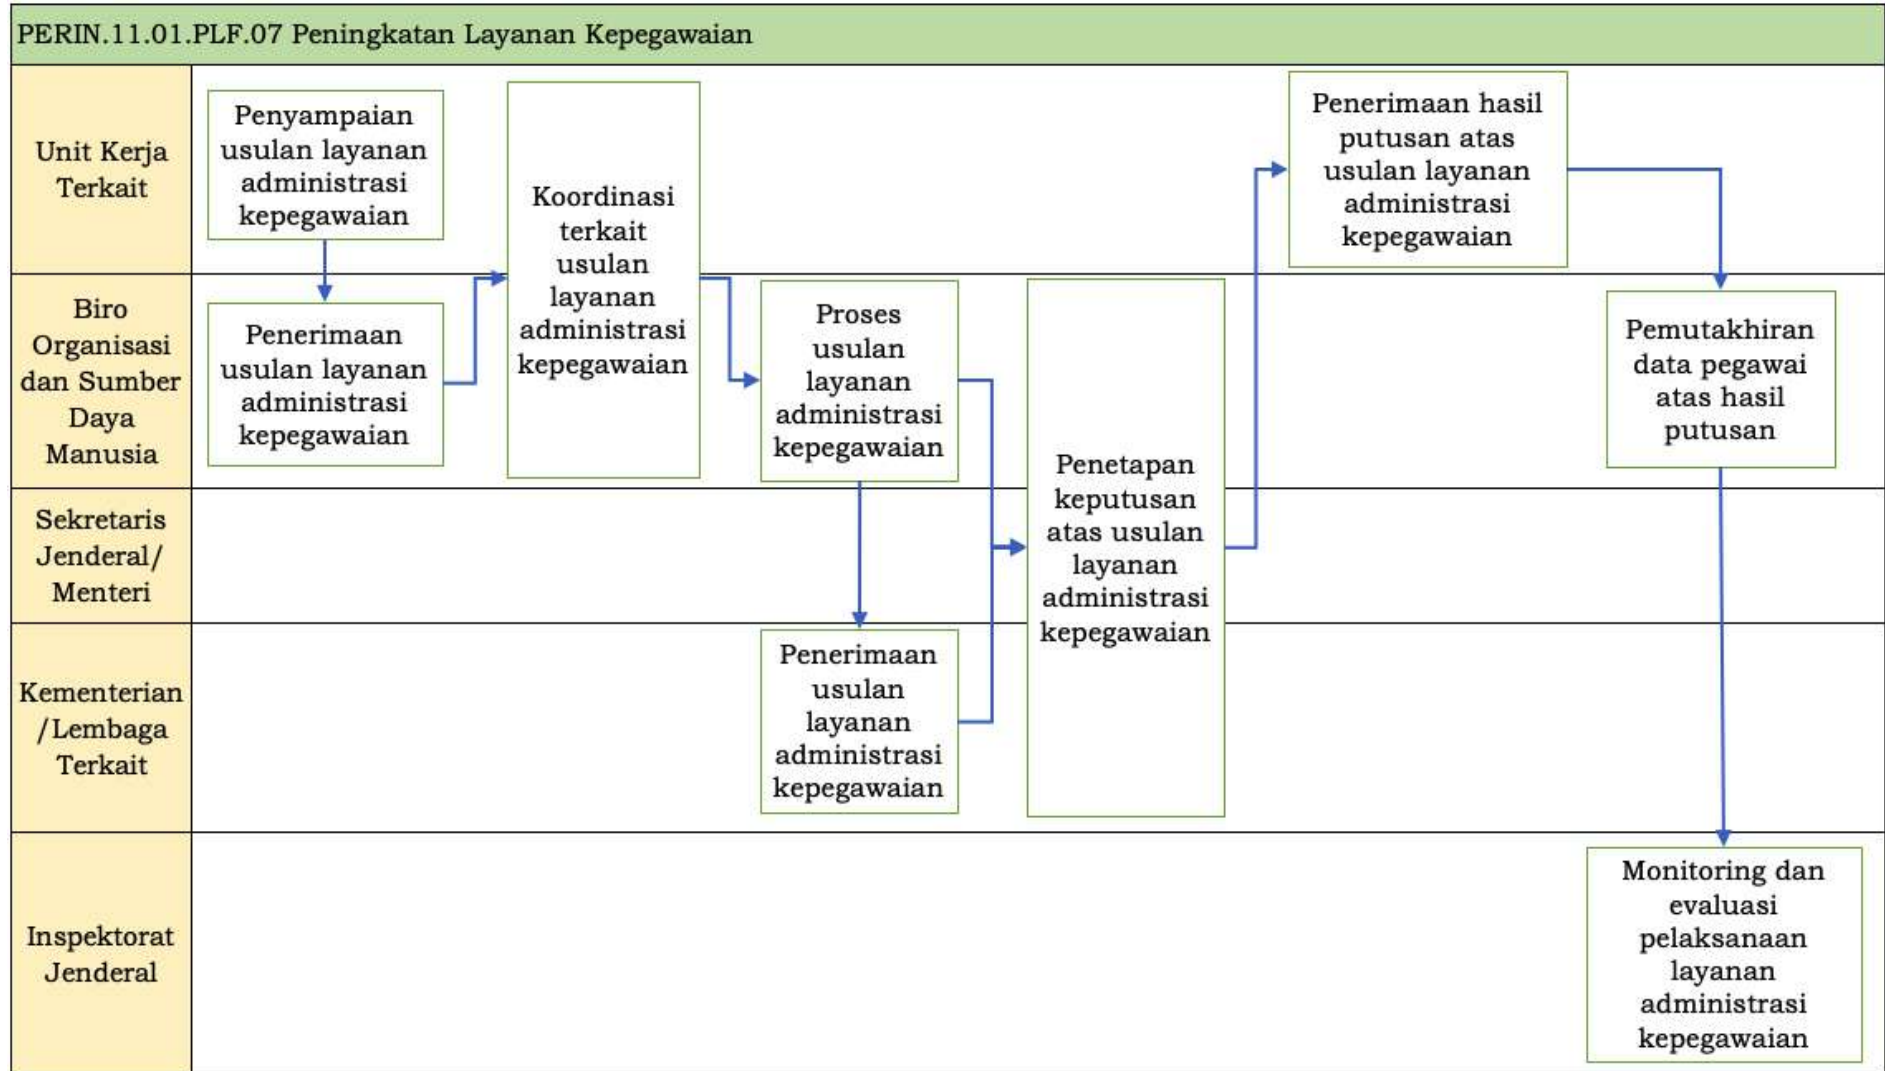 PERIN.11.01.PLF.07 Peningkatan Layanan Kepegawaian
Unit Kerja
Terkait
Penyampaian
usulan layanan
administrasi
kepegawaian
Koordinasi
terkait
usulan
layanan
administrasi
kepegawaian
Penerimaan hasil
putusan atas
usulan layanan
administrasi
kepegawaian
Biro
Organisasi
dan Sumber
Daya
Manusia
Penerimaan
usulan layanan
administrasi
kepegawaian
Proses
usulan
layanan
administrasi
kepegawaian
Penetapan
keputusan
atas usulan
layanan
administrasi
kepegawaian
Pemutakhiran
data pegawai
atas hasil
putusan
Sekretaris
Jenderal/
Menteri
Kementerian
/Lembaga
Terkait
Penerimaan
usulan
layanan
administrasi
kepegawaian
Inspektorat
Jenderal
Monitoring dan
evaluasi
pelaksanaan
layanan
administrasi
kepegawaian